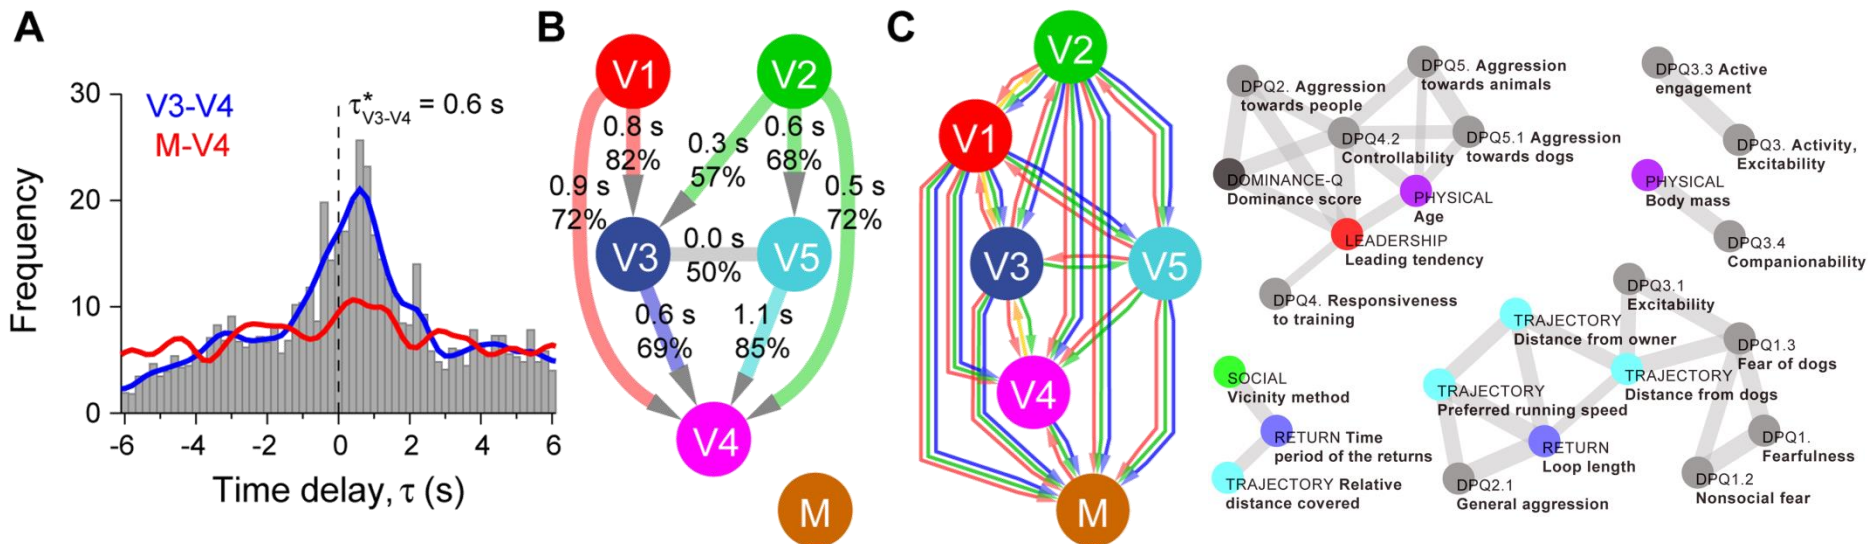 A
V3-V4
M-V4
τ*V3-V4 = 0.6 s
Frequency
30
20
10
0
-6
-4
-2
0
2
4
6
Time delay, τ (s)
B
V1
V2
0.8 s
82%
0.3 s
57%
0.6 s
68%
0.9 s
72%
0.5 s
72%
V3
0.0 s
50%
V5
0.6 s
69%
1.1 s
85%
V4
M
C
V2
V1
V3
V5
V4
M
DPQ2. Aggression
towards people
DPQ5. Aggression
towards animals
DPQ4.2
Controllability
DPQ5.1 Aggression
towards dogs
DOMINANCE-Q
Dominance score
PHYSICAL
Age
LEADERSHIP
Leading tendency
DPQ4. Responsiveness
to training
DPQ3.3 Active
engagement
DPQ3. Activity,
Excitability
PHYSICAL
Body mass
DPQ3.4
Companionability
DPQ3.1
Excitability
TRAJECTORY
Distance from owner
DPQ1.3
Fear of dogs
TRAJECTORY
Distance from dogs
TRAJECTORY
Preferred running speed
RETURN
Loop length
DPQ2.1
General aggression
DPQ1.
Fearfulness
DPQ1.2
Nonsocial fear
SOCIAL
Vicinity method
RETURN Time
period of the returns
TRAJECTORY Relative
distance covered